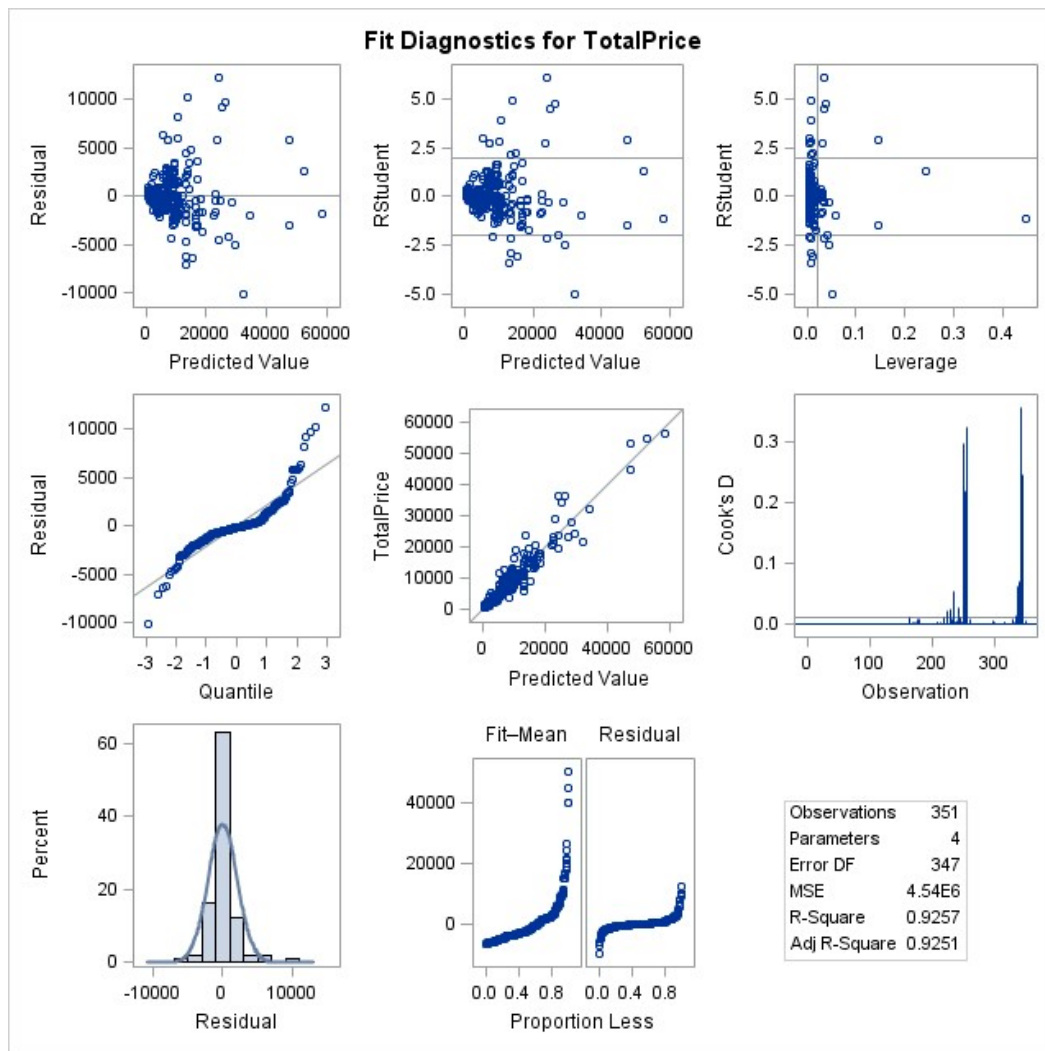 Fit Diagnostics for TotalPrice
10000
5000
0
-5000
-10000
Residual
0 20000 40000 60000
Predicted Value
5.0
2.5
0.0
-2.5
-5.0
RStudent
0 20000 40000 60000
Predicted Value
5.0
2.5
0.0
-2.5
-5.0
RStudent
0.0 0.1 0.2 0.3 0.4
Leverage
10000
5000
0
-5000
-10000
Residual
-3 -2 -1 0 1 2 3
Quantile
60000
50000
40000
30000
20000
10000
0
TotalPrice
0 20000 40000 60000
Predicted Value
0.3
0.2
0.1
0.0
Cook's D
0 100 200 300
Observation
60
40
20
0
Percent
-10000 0 10000
Residual
Fit–Mean Residual
40000
20000
0
0.0 0.4 0.8 0.0 0.4 0.8
Proportion Less
Observations 351
Parameters 4
Error DF 347
MSE 4.54E6
R-Square 0.9257
Adj R-Square 0.9251